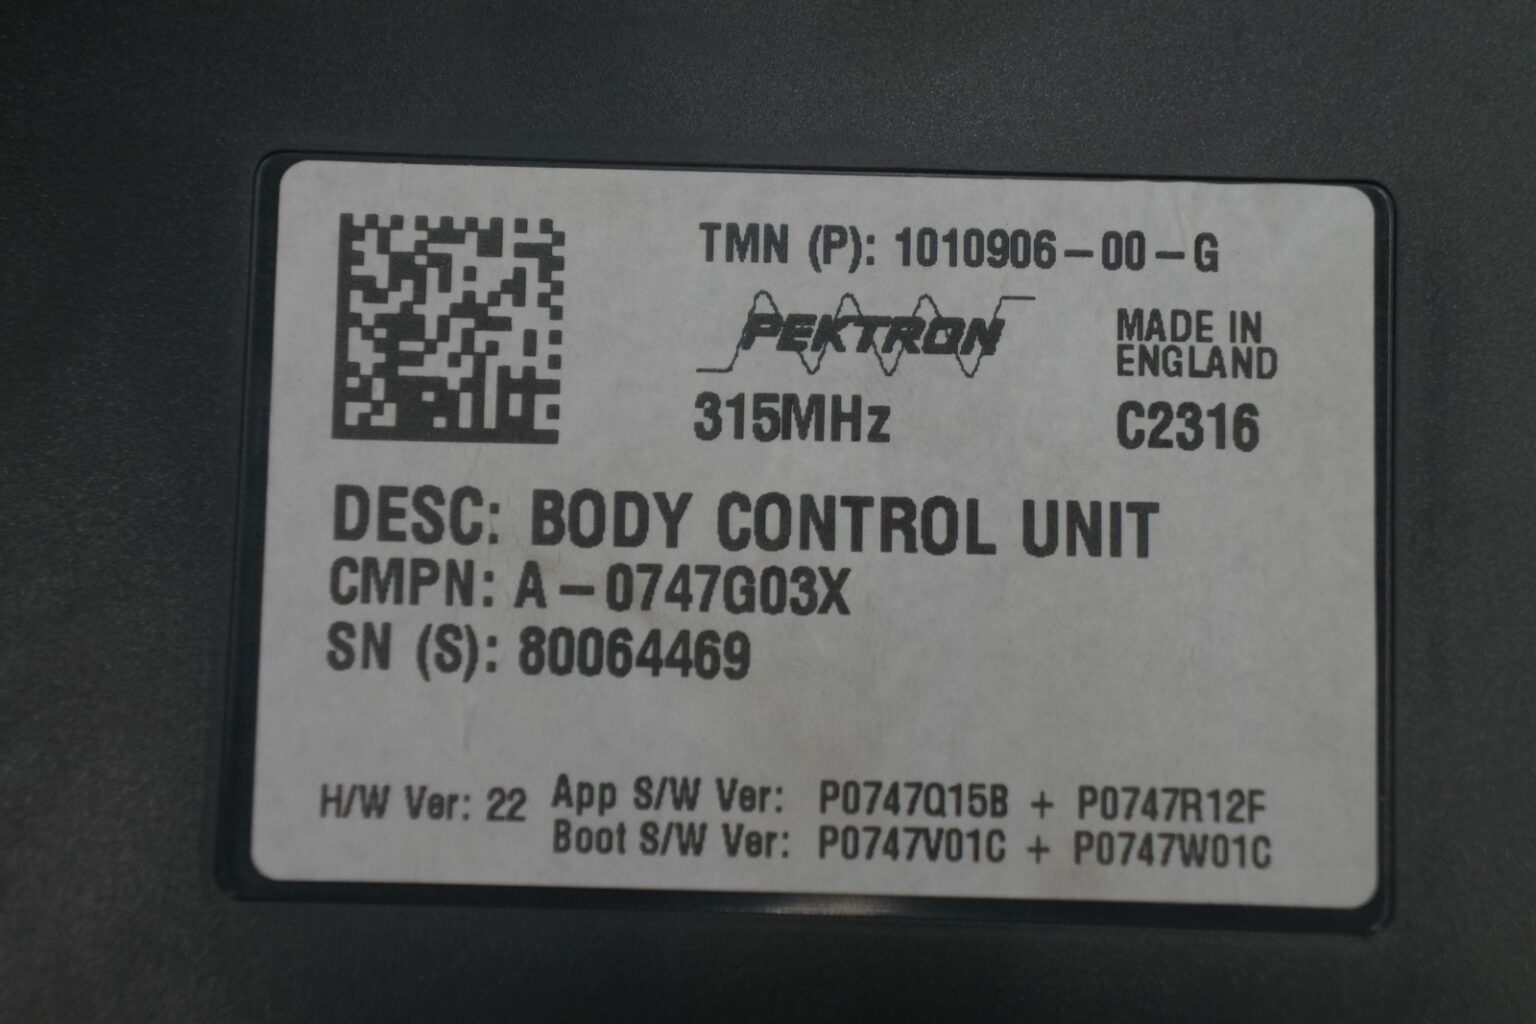 TMN (P): 1010906-00-G
PEKTRON
MADE IN
ENGLAND
315MHz
C2316
DESC: BODY CONTROL UNIT
CMPN: A-0747G03X
SN (S): 80064469
H/W Ver: 22
App S/W Ver: P0747Q15B + P0747R12F
Boot S/W Ver: P0747V01C + P0747W01C